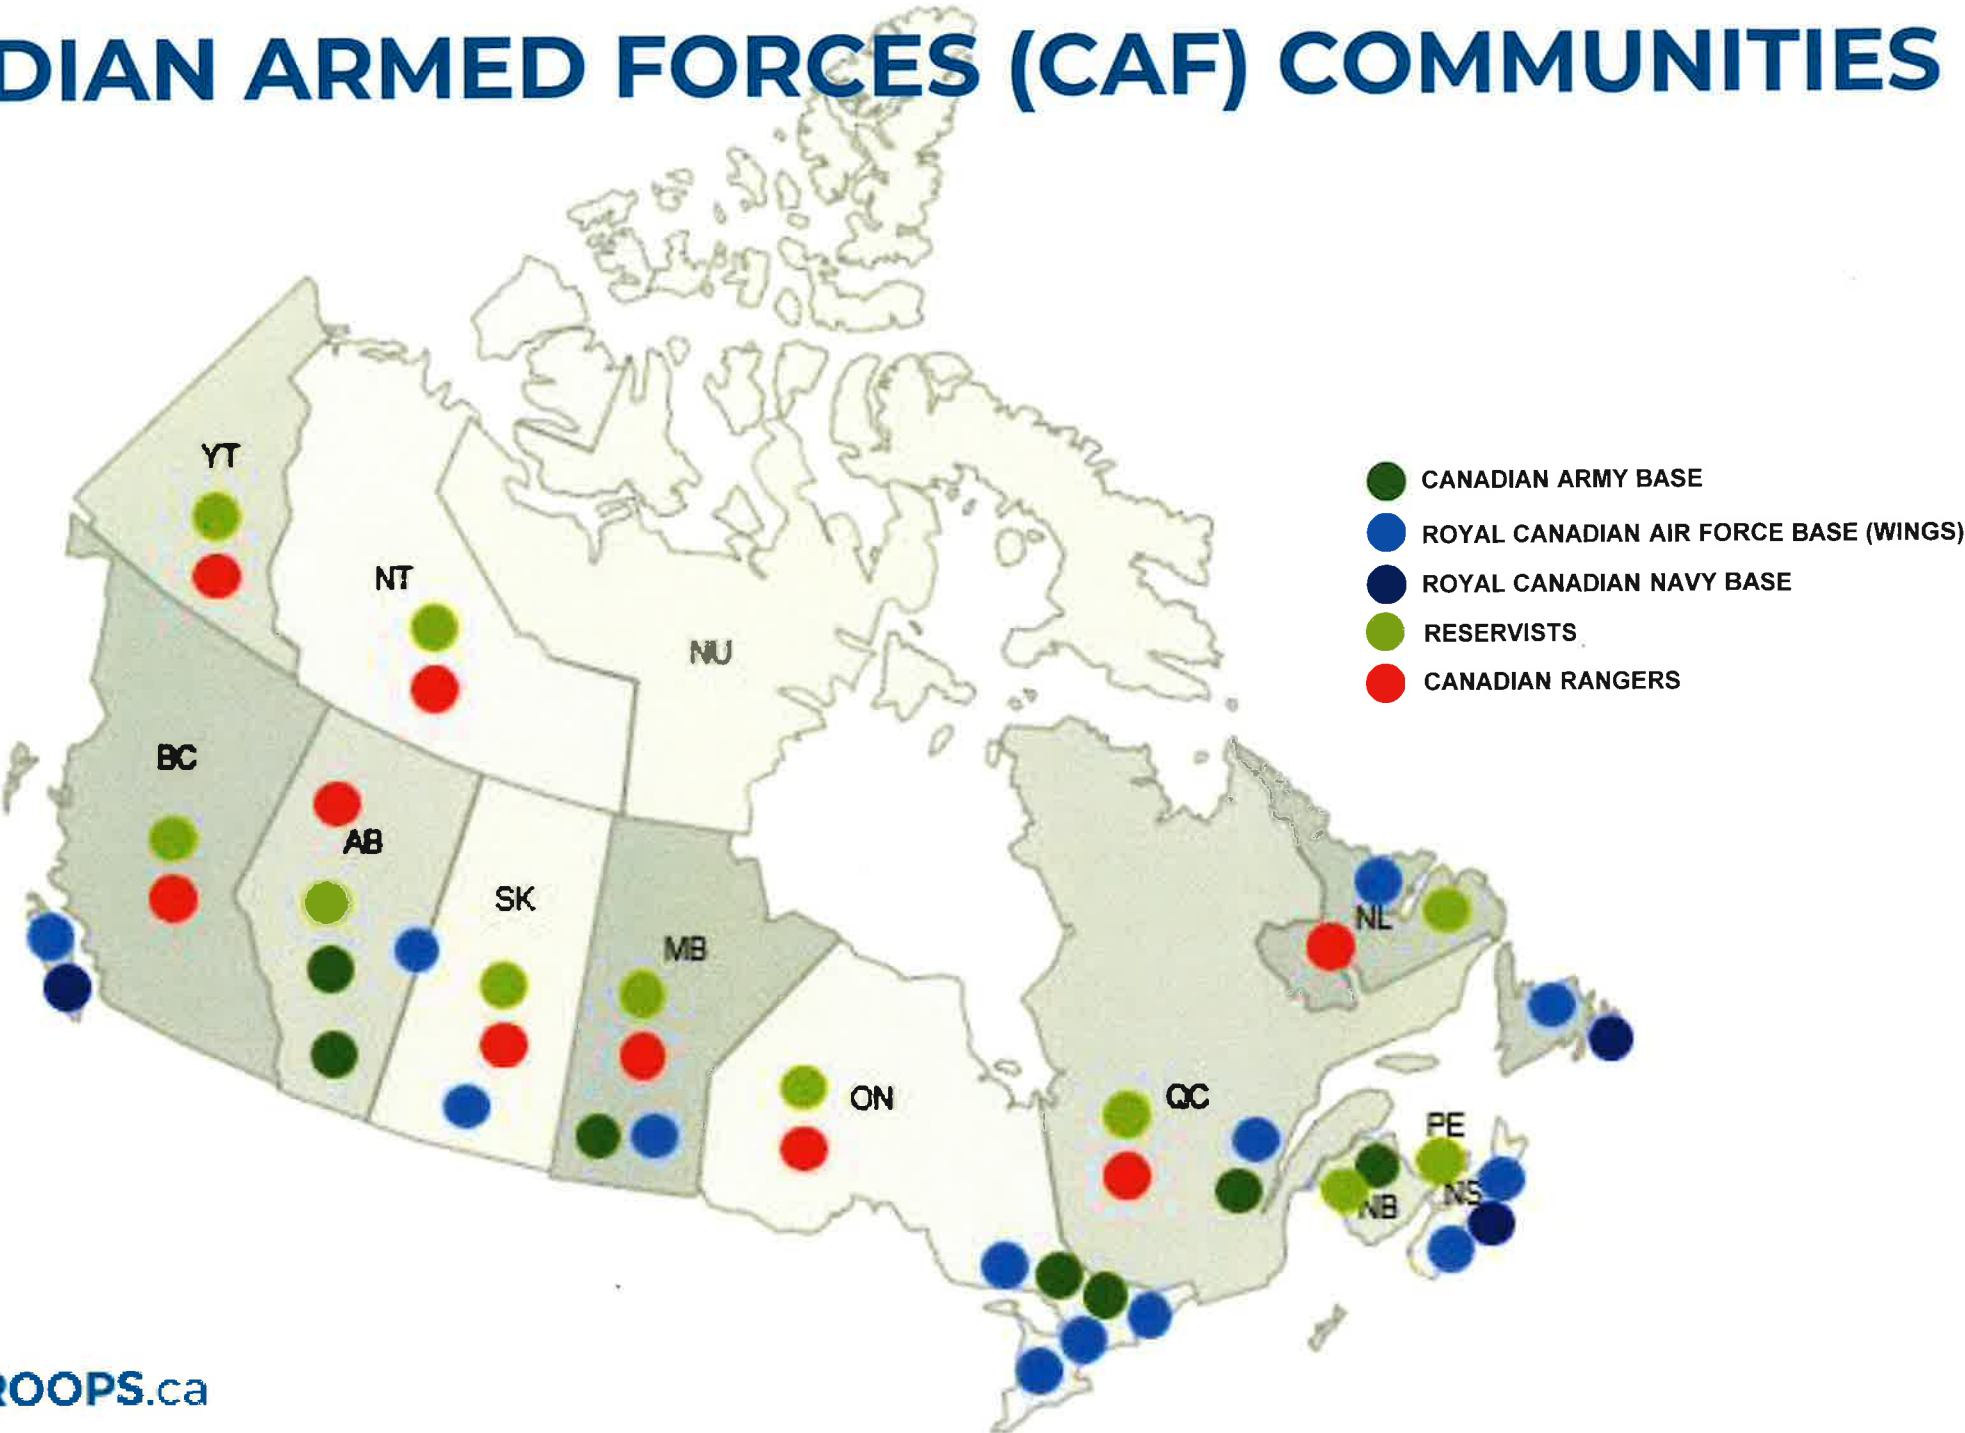 DIAN ARMED FORCES (CAF) COMMUNITIES
YT
NT
NU
BC
AB
SK
MB
ON
QC
NL
PE
NS
NB
CANADIAN ARMY BASE
ROYAL CANADIAN AIR FORCE BASE (WINGS)
ROYAL CANADIAN NAVY BASE
RESERVISTS
CANADIAN RANGERS
ROOPS.ca